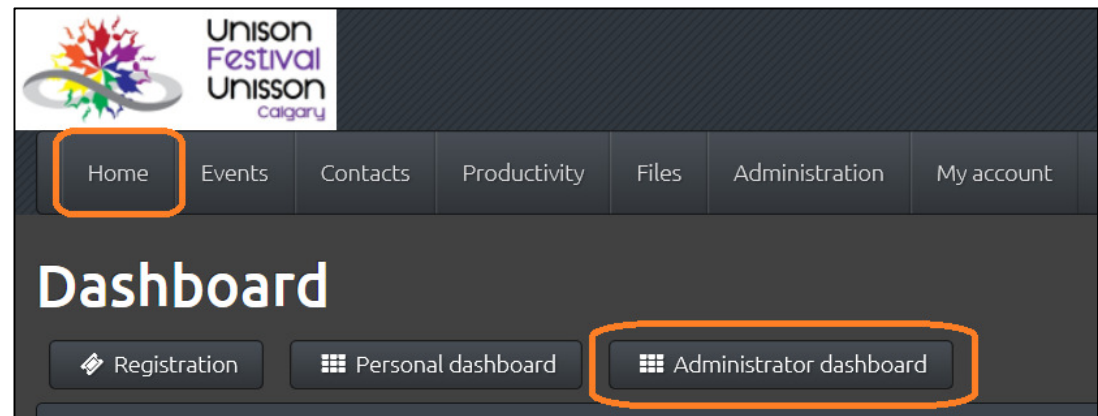 Unison
Festival
Unisson
Calgary
Home Events Contacts Productivity Files Administration My account
Dashboard
Registration Personal dashboard Administrator dashboard